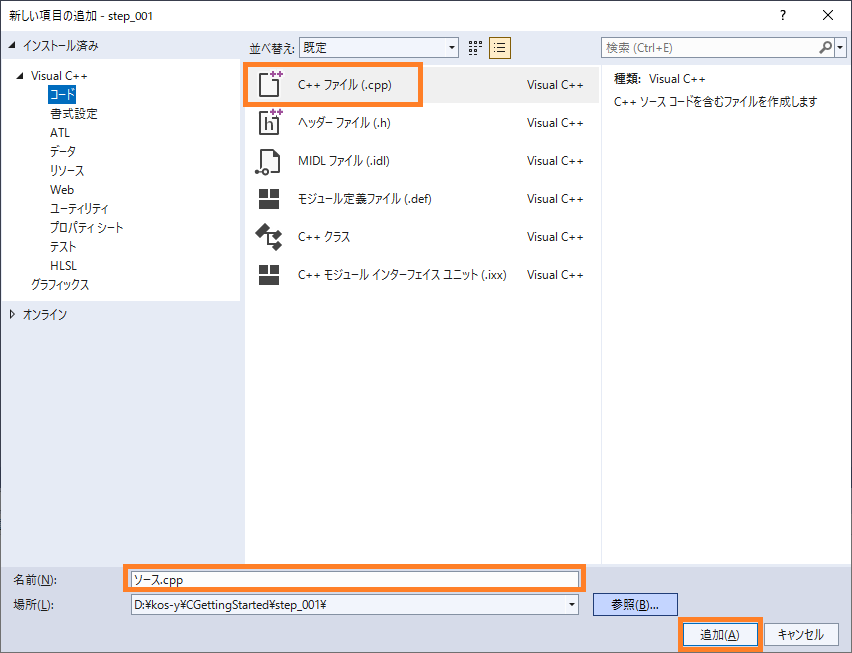 新しい項目の追加 - step_001
?
インストール済み
並べ替え: 既定
検索 (Ctrl+E)
Visual C++
コード
書式設定
ATL
データ
リソース
Web
ユーティリティ
プロパティ シート
テスト
HLSL
グラフィックス
オンライン
C++ ファイル (.cpp) Visual C++
ヘッダー ファイル (.h) Visual C++
MIDL ファイル (.idl) Visual C++
モジュール定義ファイル (.def) Visual C++
C++ クラス Visual C++
C++ モジュール インターフェイス ユニット (.ixx) Visual C++
種類: Visual C++
C++ ソース コードを含むファイルを作成します
名前(N): ソース.cpp
場所(L): D:¥kos-y¥CGettingStarted¥step_001¥ 参照(B)...
追加(A) キャンセル